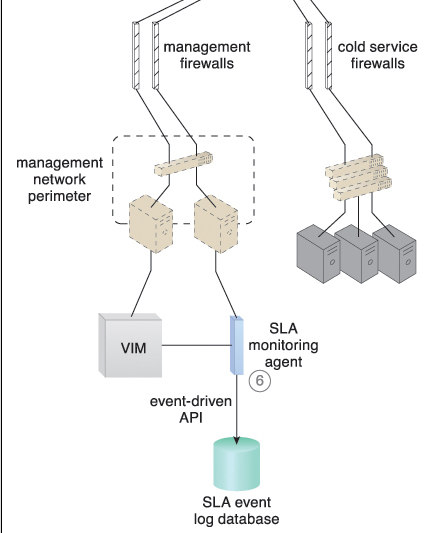 management
firewalls
cold service
firewalls
management
network
perimeter
VIM
SLA
monitoring
agent
6
event-driven
API
SLA event
log database